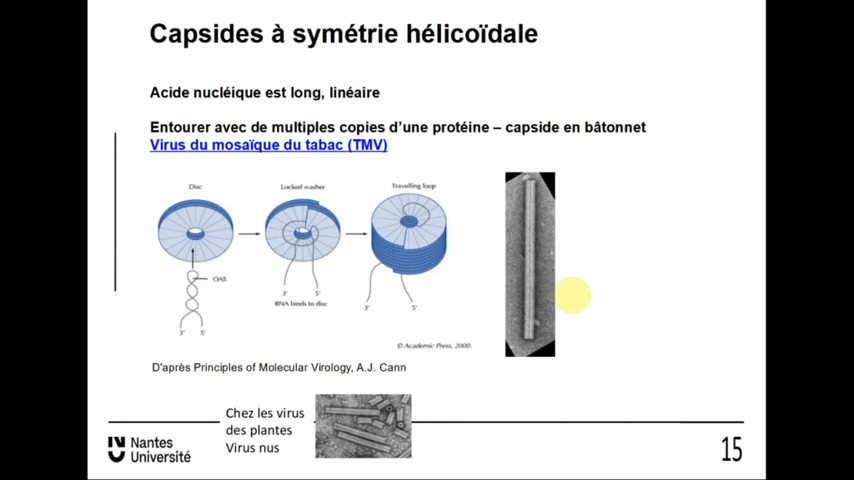 Capsides à symétrie hélicoïdale
Acide nucléique est long, linéaire
Entourer avec de multiples copies d'une protéine – capside en bâtonnet
Virus du mosaïque du tabac (TMV)
Disc
Locked washer
Travelling loop
OAS
3'
5'
3'
5'
RNA binds to disc
3'
5'
© Academic Press, 2000.
D'après Principles of Molecular Virology, A.J. Cann
Chez les virus
des plantes
Virus nus
Nantes
Université
15